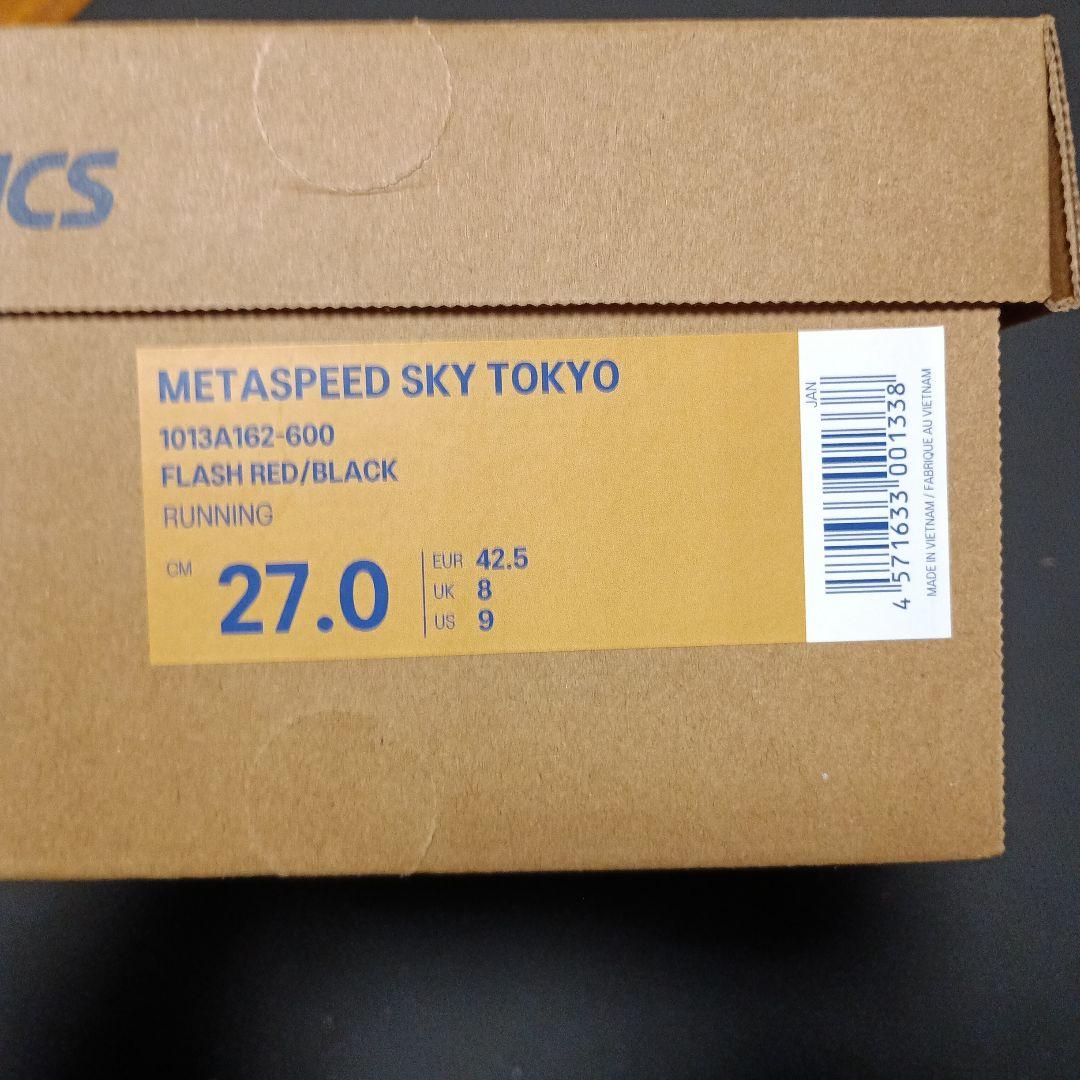 ICS
METASPEED SKY TOKYO
1013A162-600
FLASH RED/BLACK
RUNNING
CM 27.0
EUR 42.5
UK 8
US 9
JAN
4 571633 001338
MADE IN VIETNAM / FABRIQUE AU VIETNAM